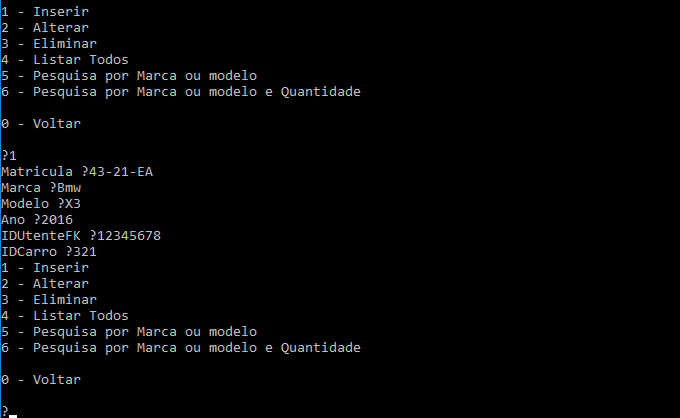 1 - Inserir
2 - Alterar
3 - Eliminar
4 - Listar Todos
5 - Pesquisa por Marca ou modelo
6 - Pesquisa por Marca ou modelo e Quantidade
0 - Voltar
?1
Matricula ?43-21-EA
Marca ?Bmw
Modelo ?X3
Ano ?2016
IDUtenteFK ?12345678
IDCarro ?321
1 - Inserir
2 - Alterar
3 - Eliminar
4 - Listar Todos
5 - Pesquisa por Marca ou modelo
6 - Pesquisa por Marca ou modelo e Quantidade
0 - Voltar
?